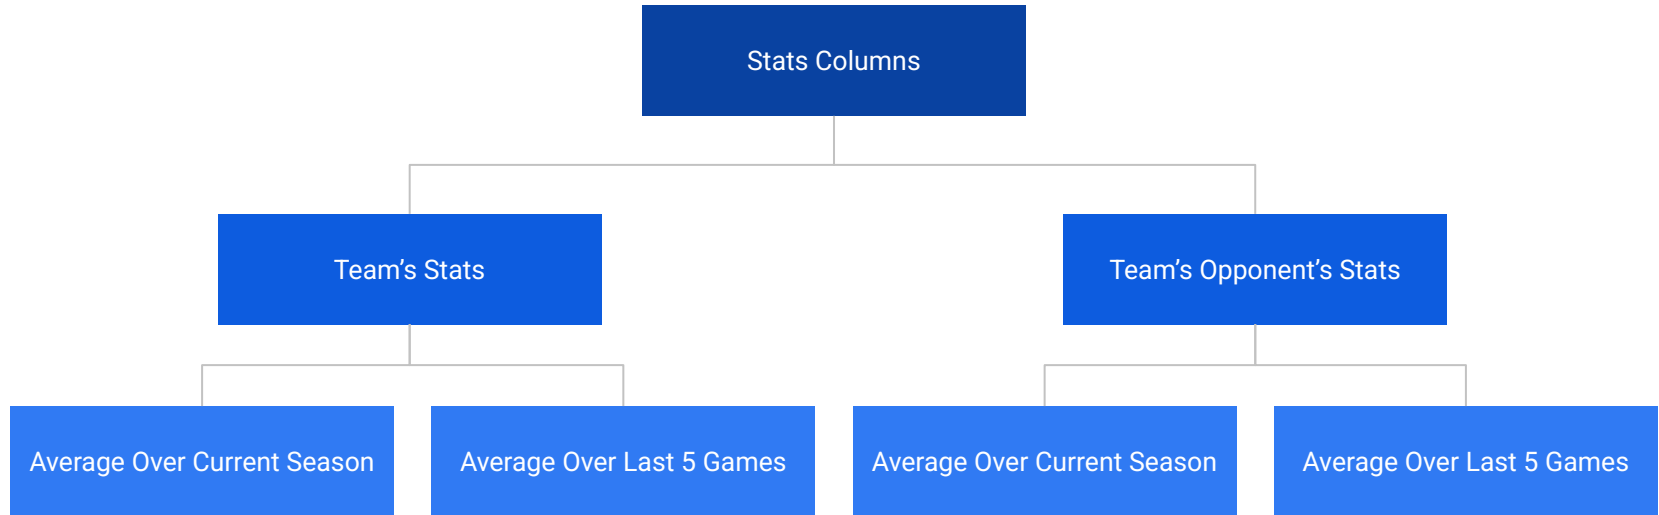 Stats Columns
Team’s Stats
Team’s Opponent’s Stats
Average Over Current Season
Average Over Last 5 Games
Average Over Current Season
Average Over Last 5 Games